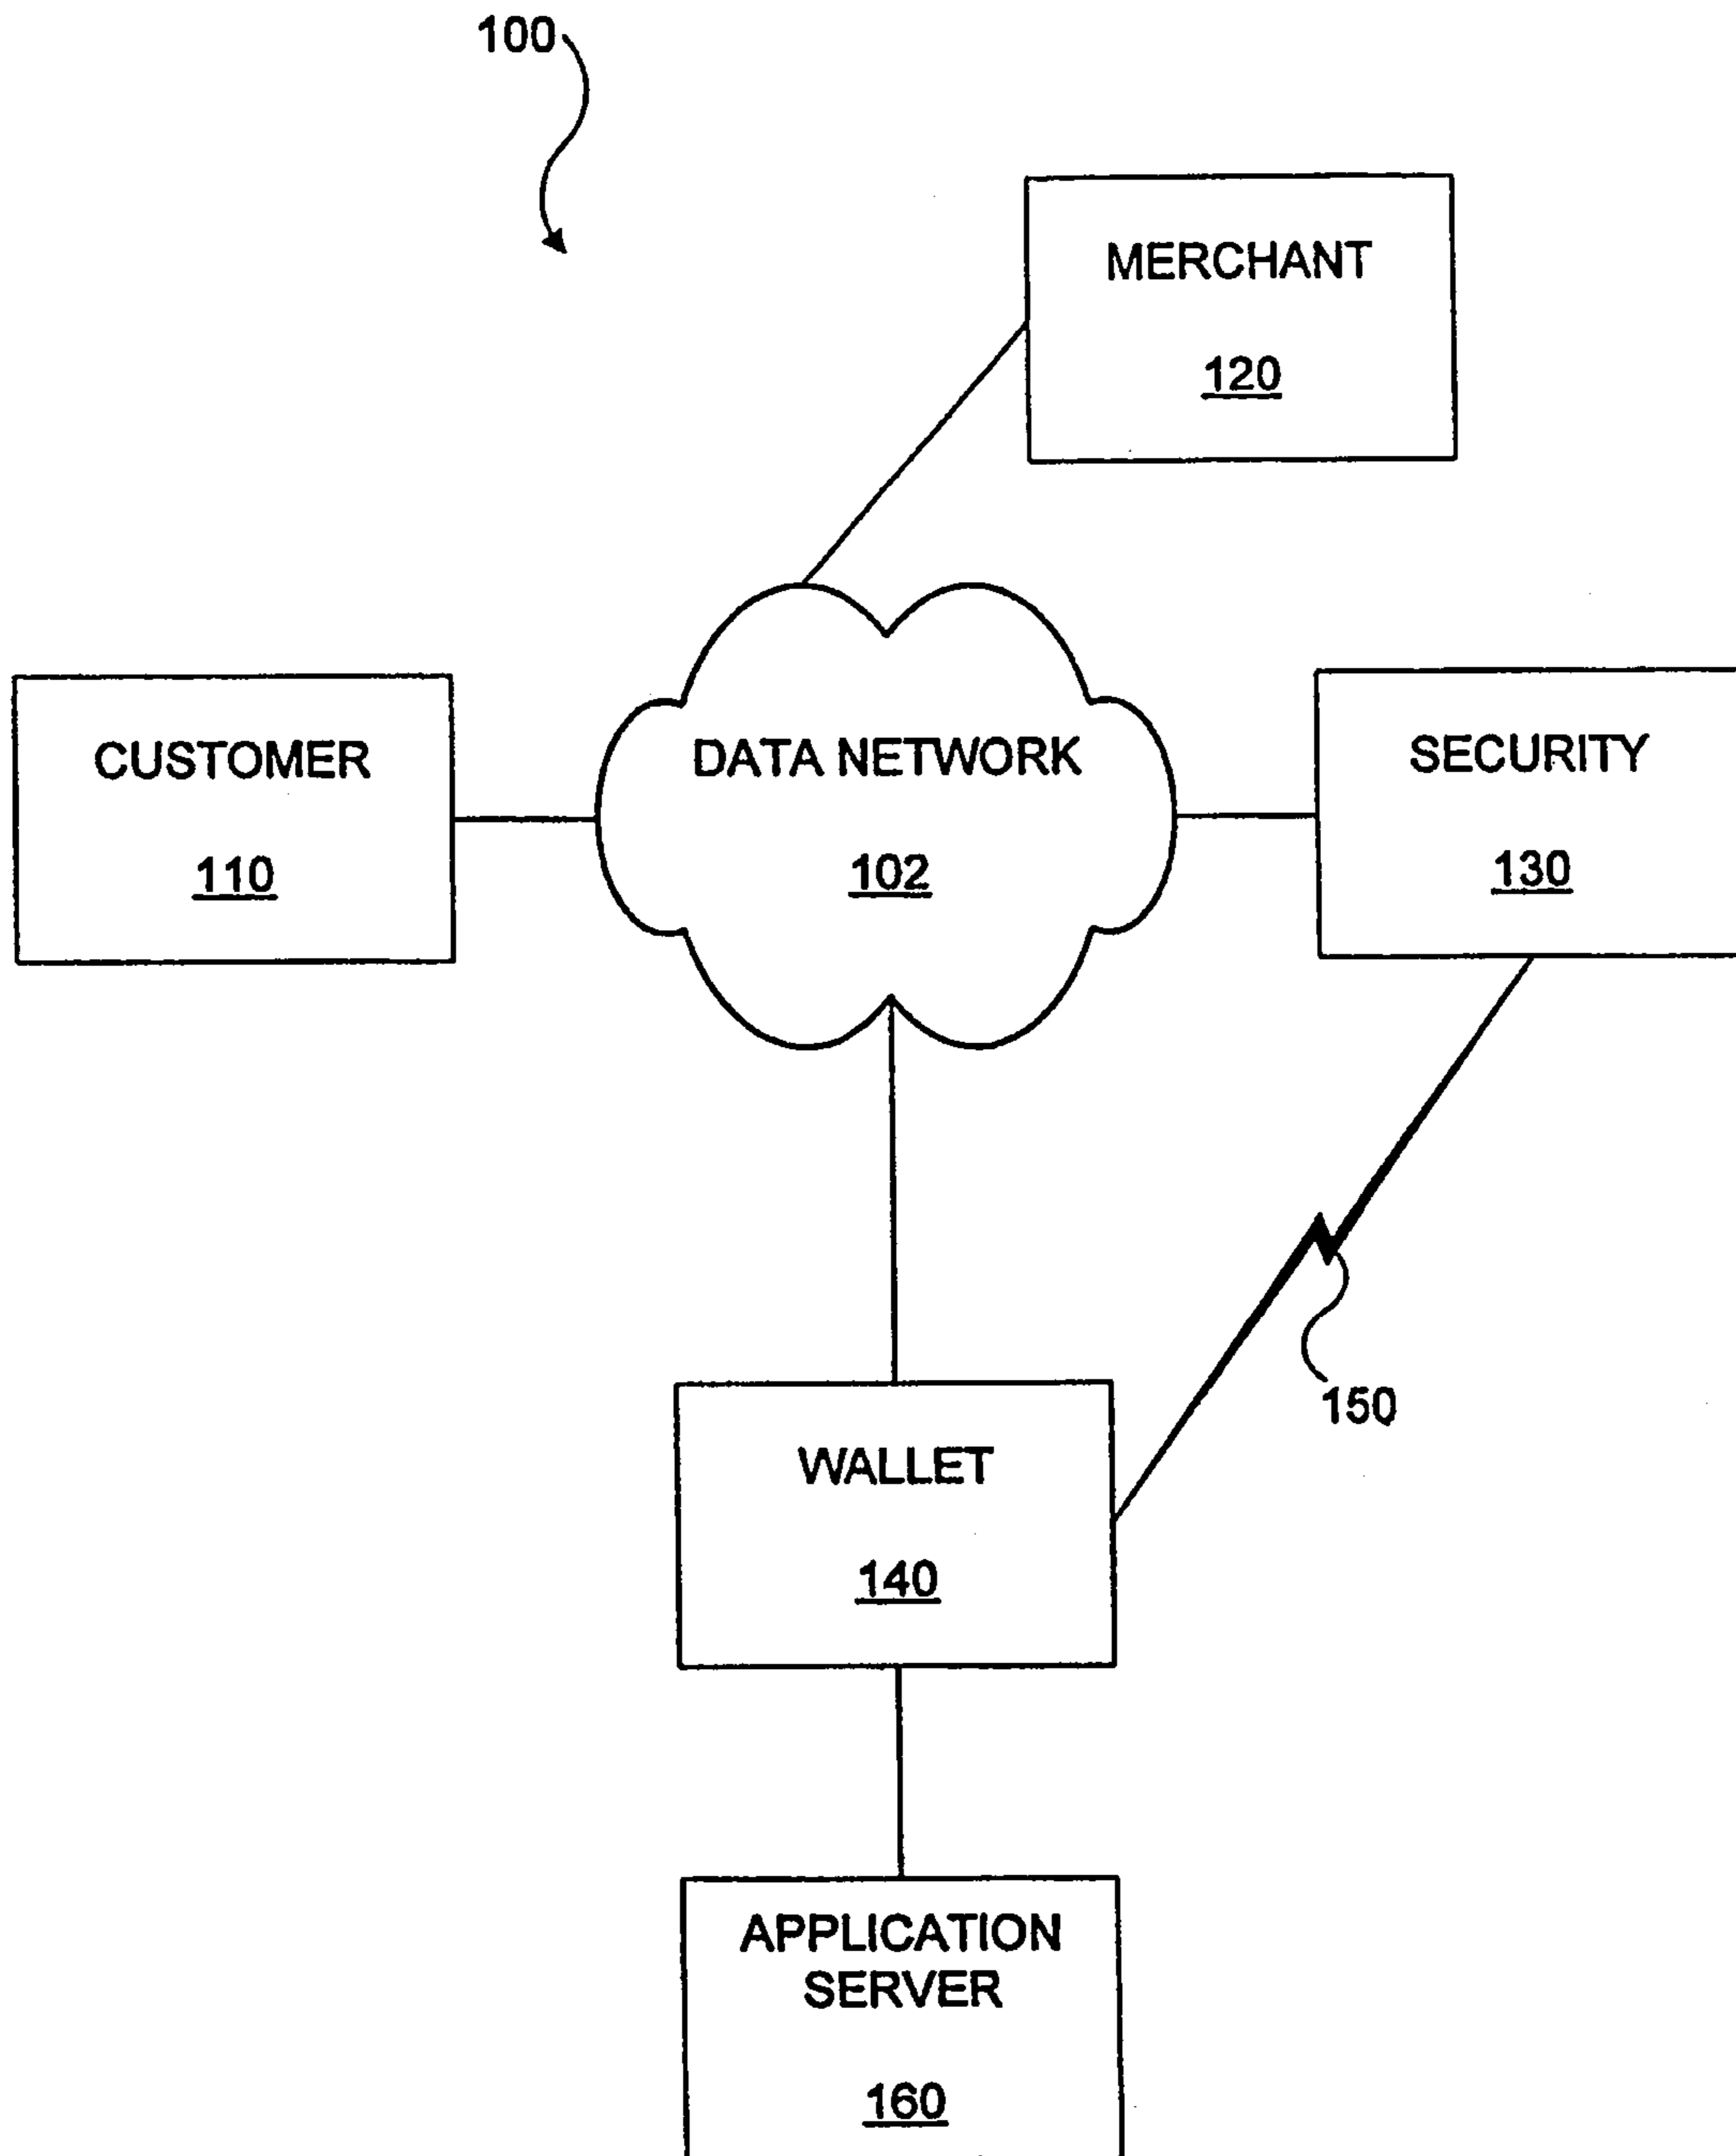 100
MERCHANT
120
CUSTOMER
110
DATA NETWORK
102
SECURITY
130
150
WALLET
140
APPLICATION
SERVER
160